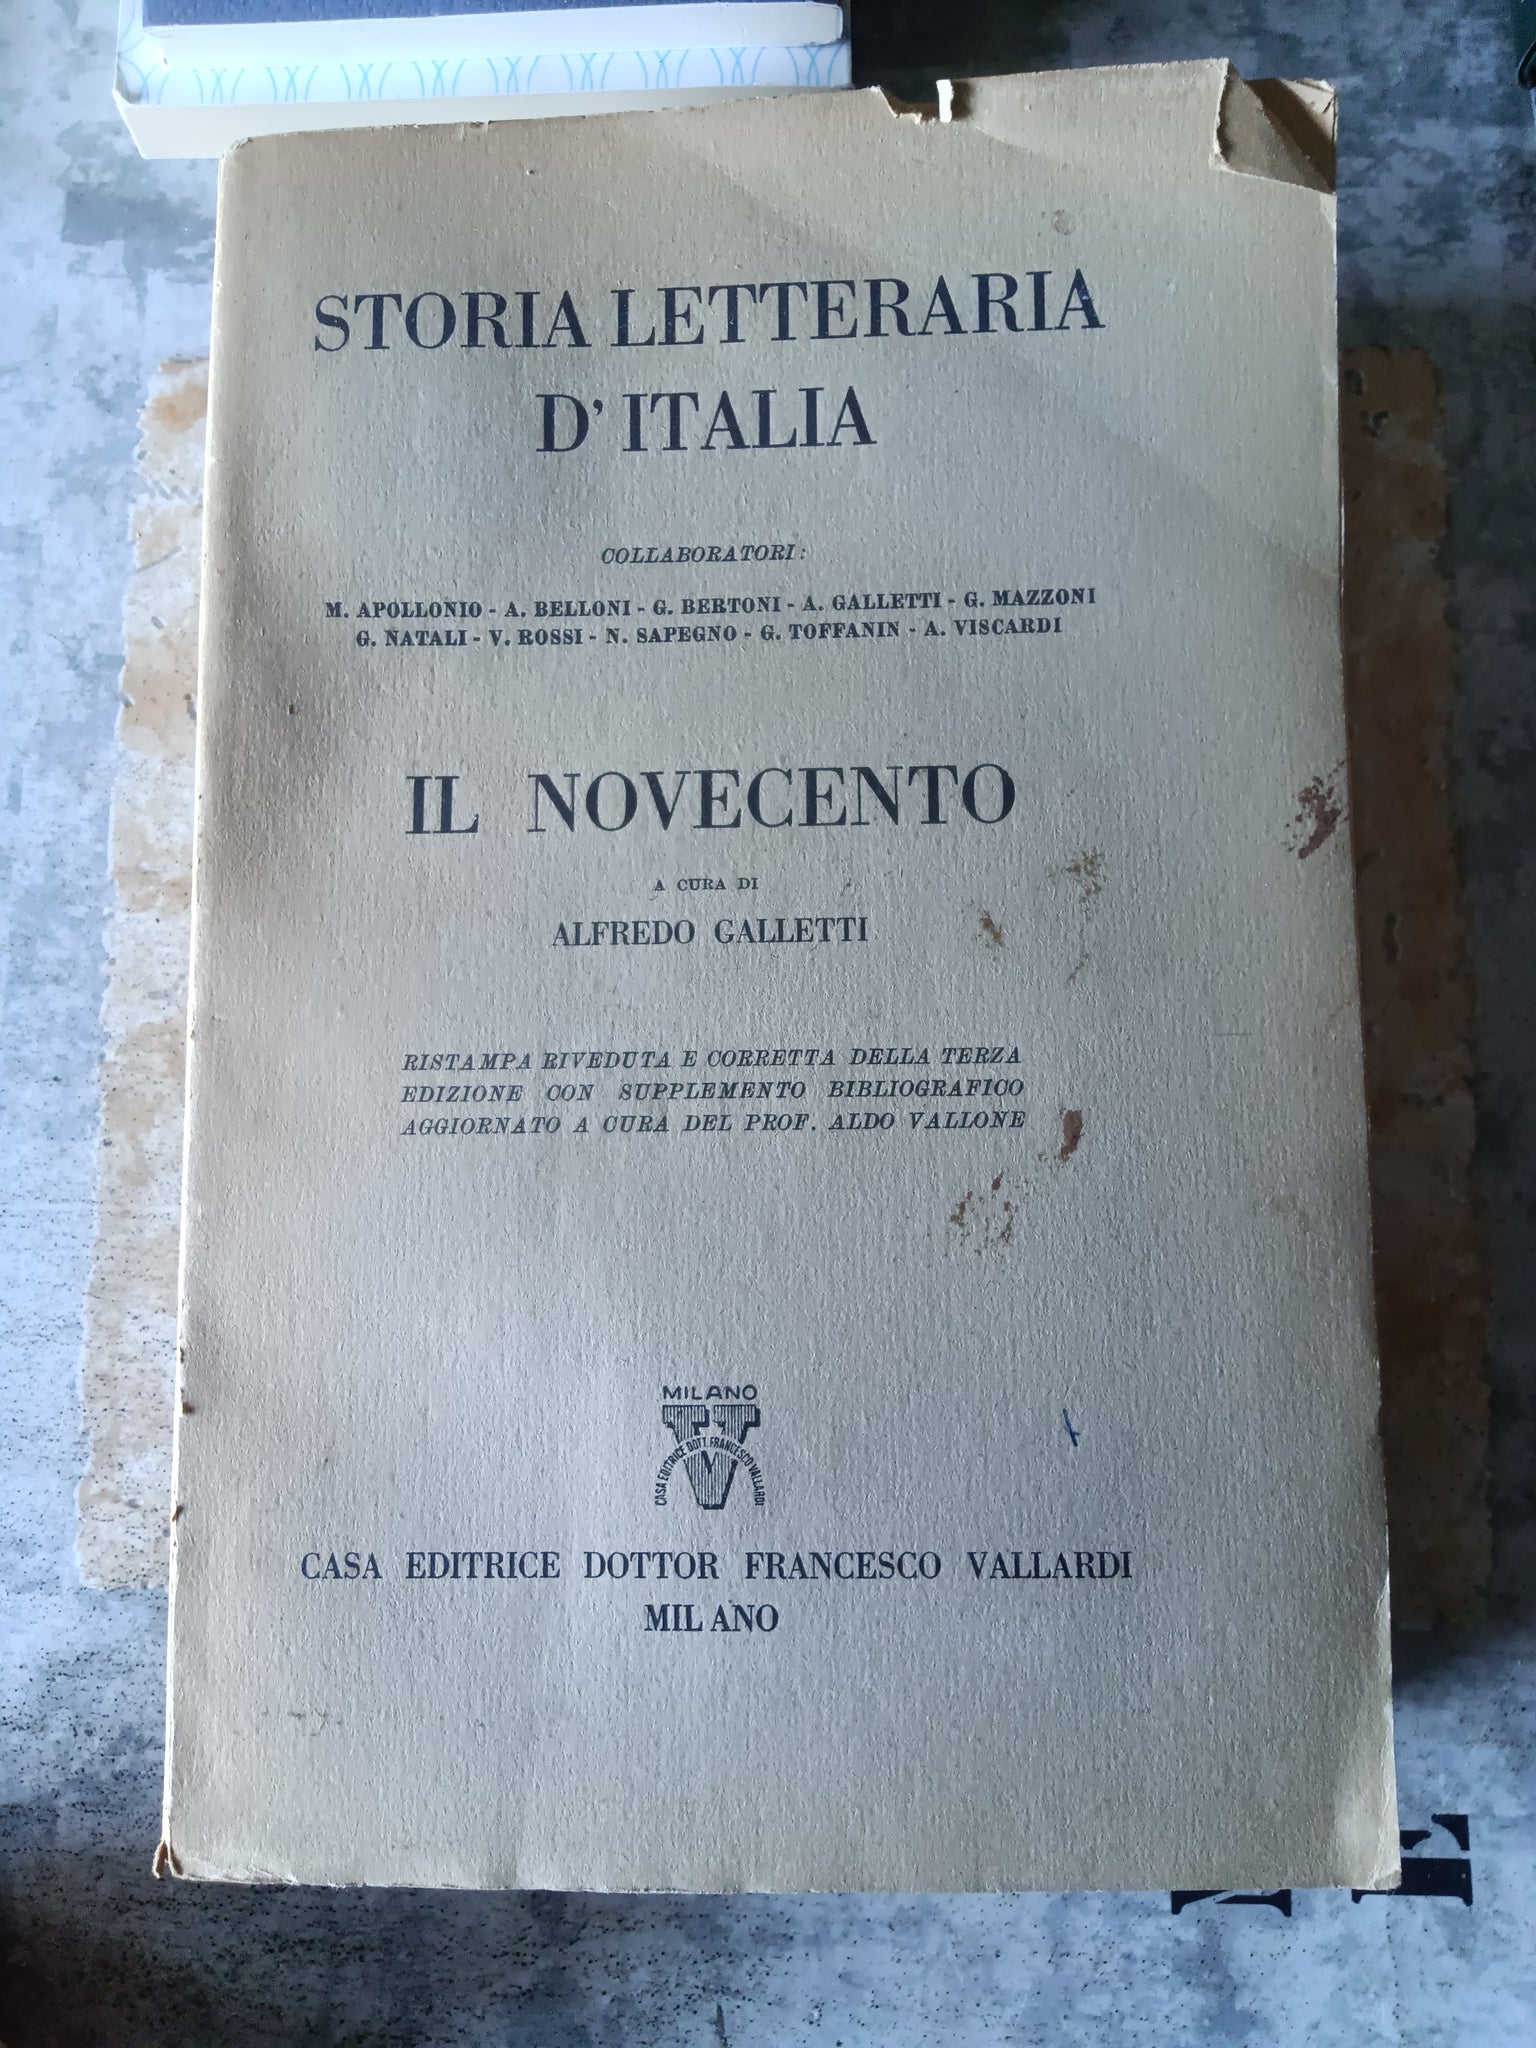 STORIA LETTERARIA
D'ITALIA
COLLABORATORI:
M. APOLLONIO - A. BELLONI - G. BERTONI - A. GALLETTI - G. MAZZONI
G. NATALI - V. ROSSI - N. SAPEGNO - G. TOFFANIN - A. VISCARDI
IL NOVECENTO
A CURA DI
ALFREDO GALLETTI
RISTAMPA RIVEDUTA E CORRETTA DELLA TERZA
EDIZIONE CON SUPPLEMENTO BIBLIOGRAFICO
AGGIORNATO A CURA DEL PROF. ALDO VALLONE
MILANO
CASA EDITRICE DOTT. FRANCESCO VALLARDI
V
CASA EDITRICE DOTTOR FRANCESCO VALLARDI
MILANO